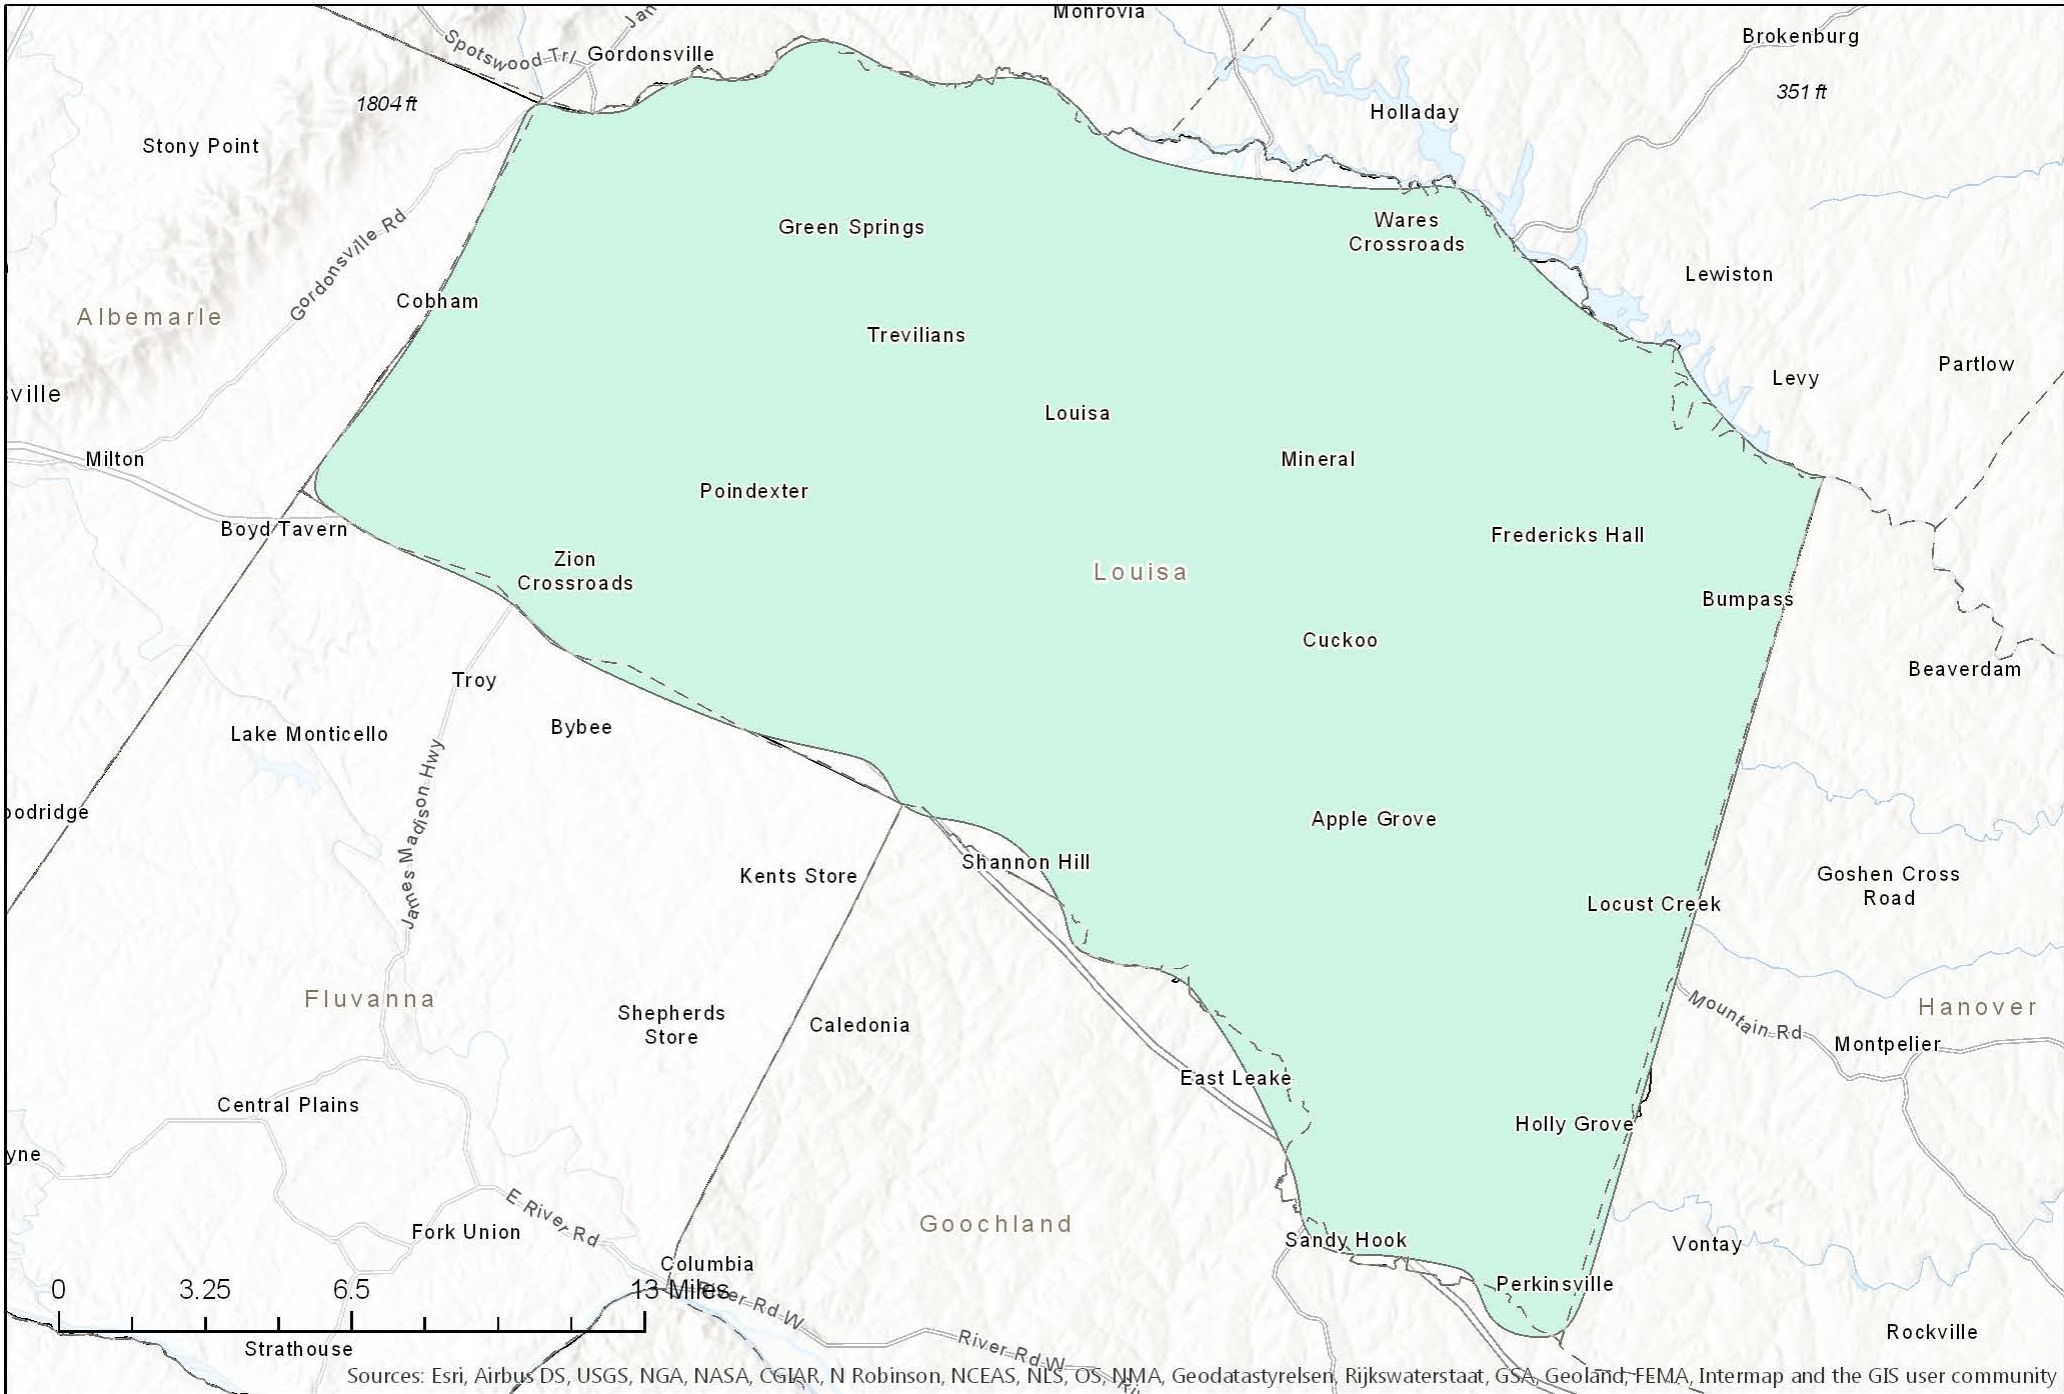 Monrovia
Brokenburg
Jan
Spotswood Trl
Gordonsville
351 ft
1804 ft
Holladay
Stony Point
Green Springs
Wares
Crossroads
Gordonsville Rd
Lewiston
Cobham
Albemarle
Trevilians
Partlow
Levy
ville
Louisa
Milton
Mineral
Poindexter
Boyd Tavern
Fredericks Hall
Zion
Crossroads
Louisa
Bumpass
Cuckoo
Beaverdam
Troy
Bybee
Lake Monticello
James Madison Hwy
oodridge
Apple Grove
Shannon Hill
Kents Store
Goshen Cross
Road
Locust Creek
Fluvanna
Hanover
Shepherds
Store
Caledonia
Mountain Rd
Montpelier
East Leake
Central Plains
Holly Grove
yne
E River Rd
Fork Union
Goochland
Sandy Hook
Vontay
Columbia
Perkinsville
0 3.25 6.5 13 Miles
River Rd W
River Rd W
Rockville
Strathouse
Sources: Esri, Airbus DS, USGS, NGA, NASA, CGIAR, N Robinson, NCEAS, NLS, OS, NMA, Geodatastyrelsen, Rijkswaterstaat, GSA, Geoland, FEMA, Intermap and the GIS user community